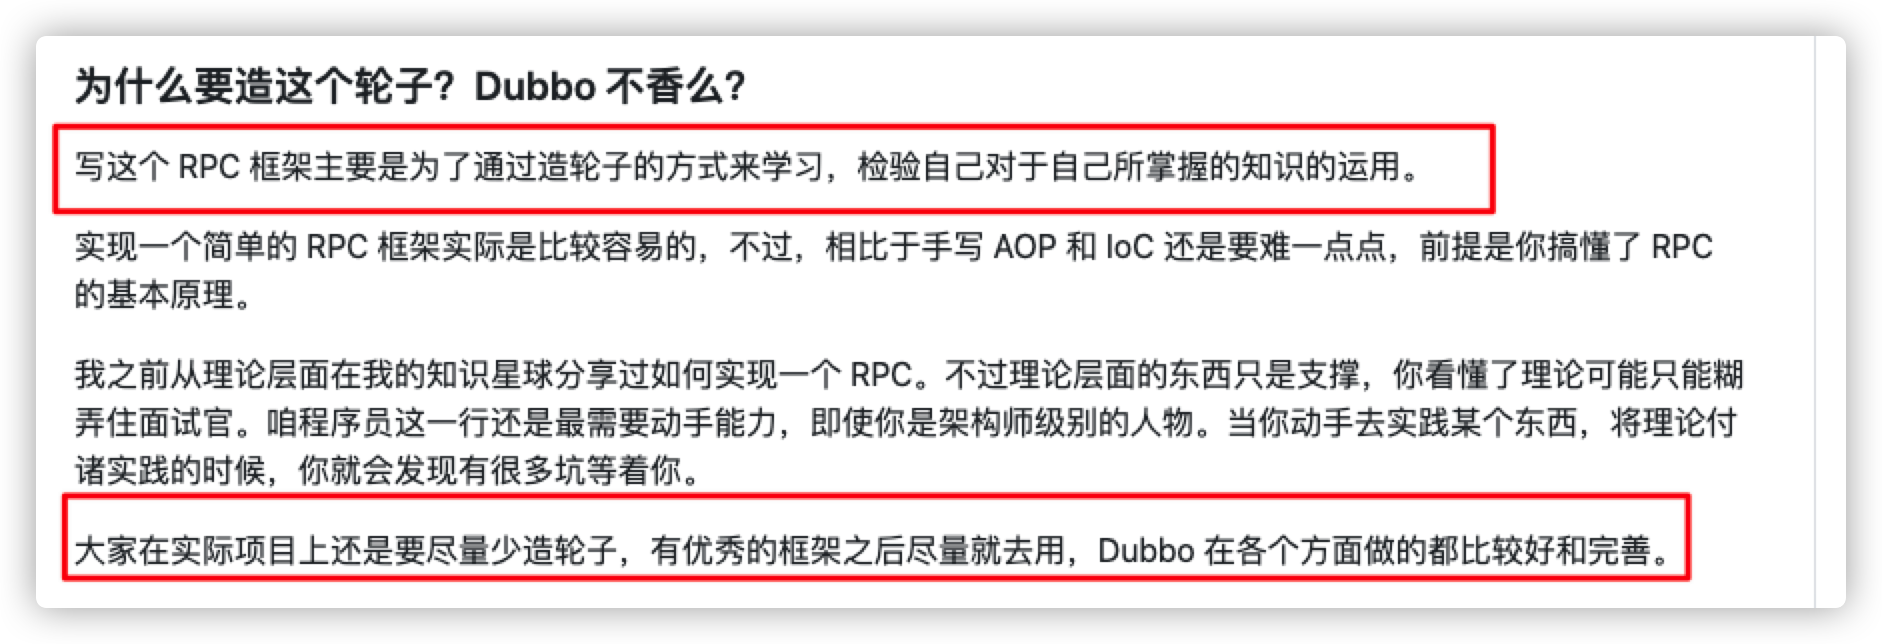 为什么要造这个轮子？Dubbo 不香么？
写这个 RPC 框架主要是为了通过造轮子的方式来学习，检验自己对于自己所掌握的知识的运用。
实现一个简单的 RPC 框架实际是比较容易的，不过，相比于手写 AOP 和 IoC 还是要难一点点，前提是你搞懂了 RPC
的基本原理。
我之前从理论层面在我的知识星球分享过如何实现一个 RPC。不过理论层面的东西只是支撑，你看懂了理论可能只能糊
弄住面试官。咱程序员这一行还是最需要动手能力，即使你是架构师级别的人物。当你动手去实践某个东西，将理论付
诸实践的时候，你就会发现有很多坑等着你。
大家在实际项目上还是要尽量少造轮子，有优秀的框架之后尽量就去用，Dubbo 在各个方面做的都比较好和完善。